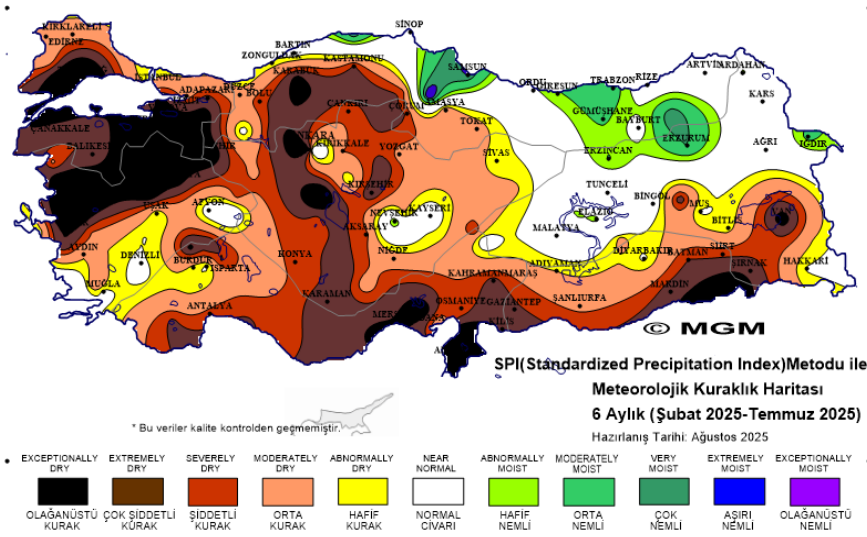 SİNOP
KIRKLARELİ
EDİRNE
BARTIN
ZONGULDAK
KARABÜK
KASTAMONU
SAMSUN
İSTANBUL
ADAPAZARI
DÜZCE
BOLU
ÇANKIRI
ÇORUM
AMASYA
ORDU
GİRESUN
TRABZON
RİZE
ARTVİN
ARDAHAN
KARS
GÜMÜŞHANE
BAYBURT
TOKAT
ÇANAKKALE
BALIKESİR
ANKARA
KIRIKKALE
YOZGAT
SİVAS
ERZİNCAN
ERZURUM
AĞRI
IĞDIR
KIRŞEHİR
TUNCELİ
UŞAK
AFYON
NEVŞEHİR
KAYSERİ
ELAZIĞ
BİNGÖL
MUŞ
BİTLİS
VAN
AKSARAY
MALATYA
AYDIN
DENİZLİ
BURDUR
ISPARTA
KONYA
NİĞDE
ADIYAMAN
DİYARBAKIR
BATMAN
SİİRT
ŞIRNAK
HAKKARİ
MUĞLA
ANTALYA
KARAMAN
KAHRAMANMARAŞ
OSMANİYE
GAZİANTEP
ŞANLIURFA
MARDİN
KİLİS
© MGM
SPI(Standardized Precipitation Index)Metodu ile
Meteorolojik Kuraklık Haritası
6 Aylık (Şubat 2025-Temmuz 2025)
Hazırlanış Tarihi: Ağustos 2025
* Bu veriler kalite kontrolden geçmemiştir.
EXCEPTIONALLY DRY
EXTREMELY DRY
SEVERELY DRY
MODERATELY DRY
ABNORMALLY DRY
NEAR NORMAL
ABNORMALLY MOIST
MODERATELY MOIST
VERY MOIST
EXTREMELY MOIST
EXCEPTIONALLY MOIST
OLAĞANÜSTÜ KURAK
ÇOK ŞİDDETLİ KURAK
ŞİDDETLİ KURAK
ORTA KURAK
HAFİF KURAK
NORMAL CİVARI
HAFİF NEMLİ
ORTA NEMLİ
ÇOK NEMLİ
AŞIRI NEMLİ
OLAĞANÜSTÜ NEMLİ